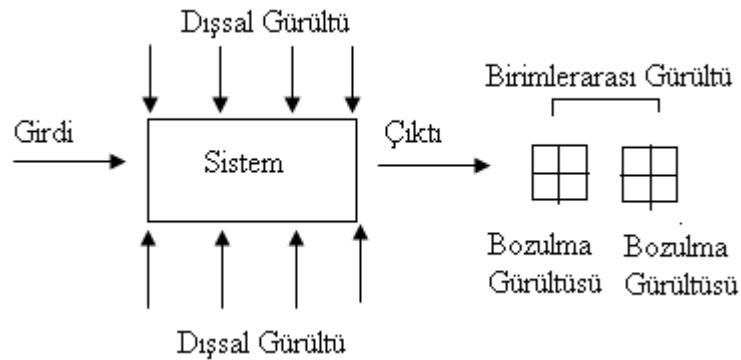 Dışsal Gürültü
Birimlerarası Gürültü
Girdi
Sistem
Çıktı
Bozulma
Gürültüsü
Bozulma
Gürültüsü
Dışsal Gürültü